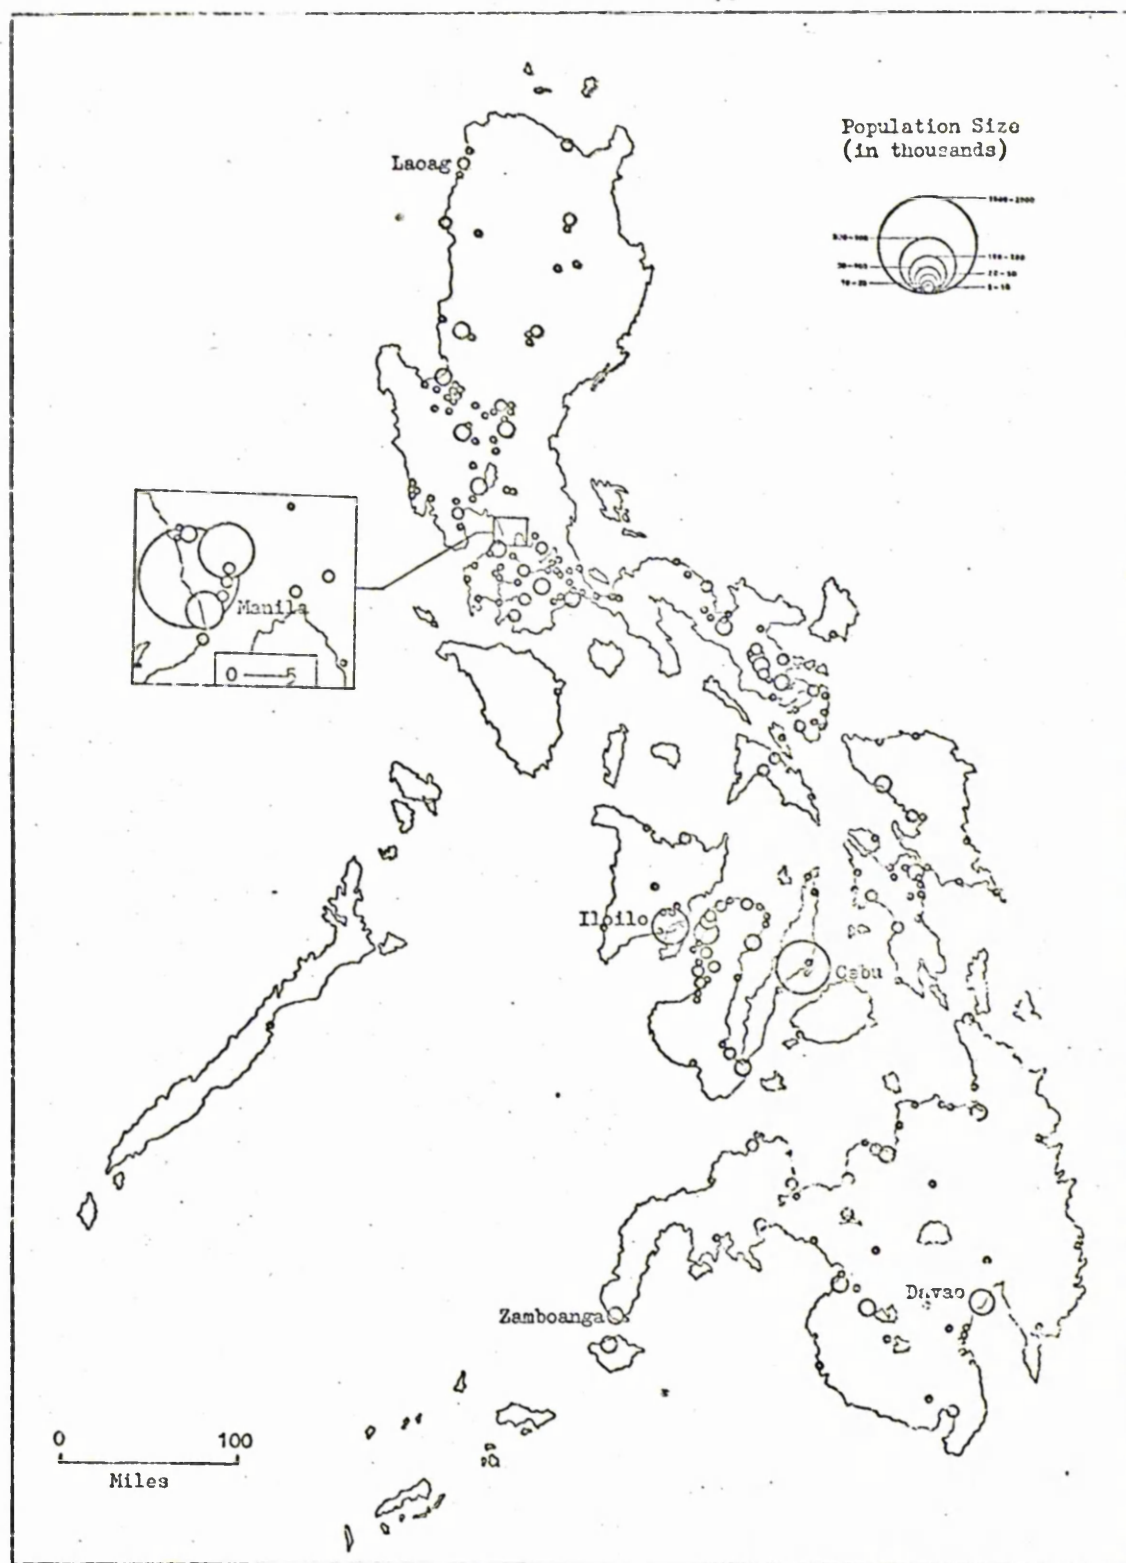 Population Size
(in thousands)
Laoag
Manila
0 5
Iloilo
Cebu
Davao
Zamboanga
0 100
Miles